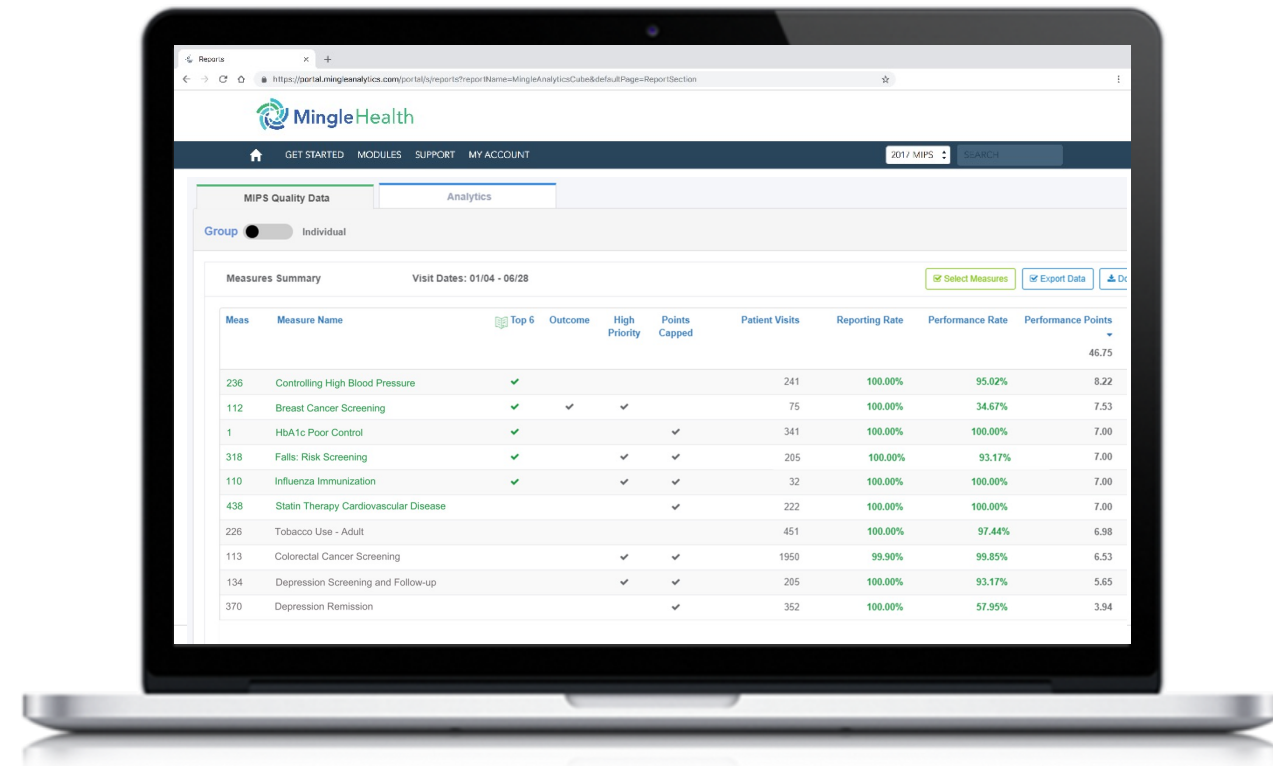 Reports × +
https://portal.mingleanalytics.com/portal/s/reports?reportName=MingleAnalyticsCube&defaultPage=ReportSection
MingleHealth
GET STARTED MODULES SUPPORT MY ACCOUNT 2017 MIPS SEARCH
MIPS Quality Data Analytics
Group Individual
Measures Summary Visit Dates: 01/04 - 06/28 Select Measures Export Data
Meas Measure Name Top 6 Outcome High Priority Points Capped Patient Visits Reporting Rate Performance Rate Performance Points
46.75
236 Controlling High Blood Pressure ✔ 241 100.00% 95.02% 8.22
112 Breast Cancer Screening ✔ ✔ ✔ 75 100.00% 34.67% 7.53
1 HbA1c Poor Control ✔ ✔ 341 100.00% 100.00% 7.00
318 Falls: Risk Screening ✔ ✔ ✔ 205 100.00% 93.17% 7.00
110 Influenza Immunization ✔ ✔ ✔ 32 100.00% 100.00% 7.00
438 Statin Therapy Cardiovascular Disease ✔ 222 100.00% 100.00% 7.00
226 Tobacco Use - Adult 451 100.00% 97.44% 6.98
113 Colorectal Cancer Screening ✔ ✔ 1950 99.90% 99.85% 6.53
134 Depression Screening and Follow-up ✔ ✔ 205 100.00% 93.17% 5.65
370 Depression Remission ✔ 352 100.00% 57.95% 3.94